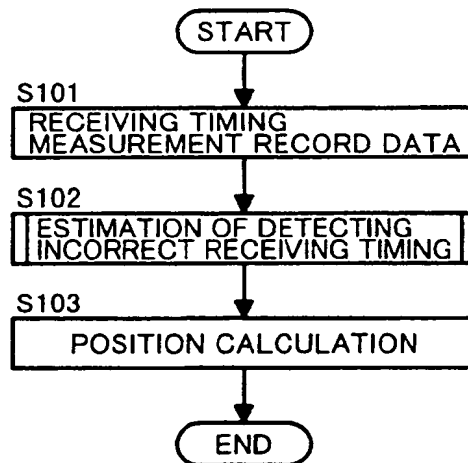 START
S101
RECEIVING TIMING
MEASUREMENT RECORD DATA
S102
ESTIMATION OF DETECTING
INCORRECT RECEIVING TIMING
S103
POSITION CALCULATION
END